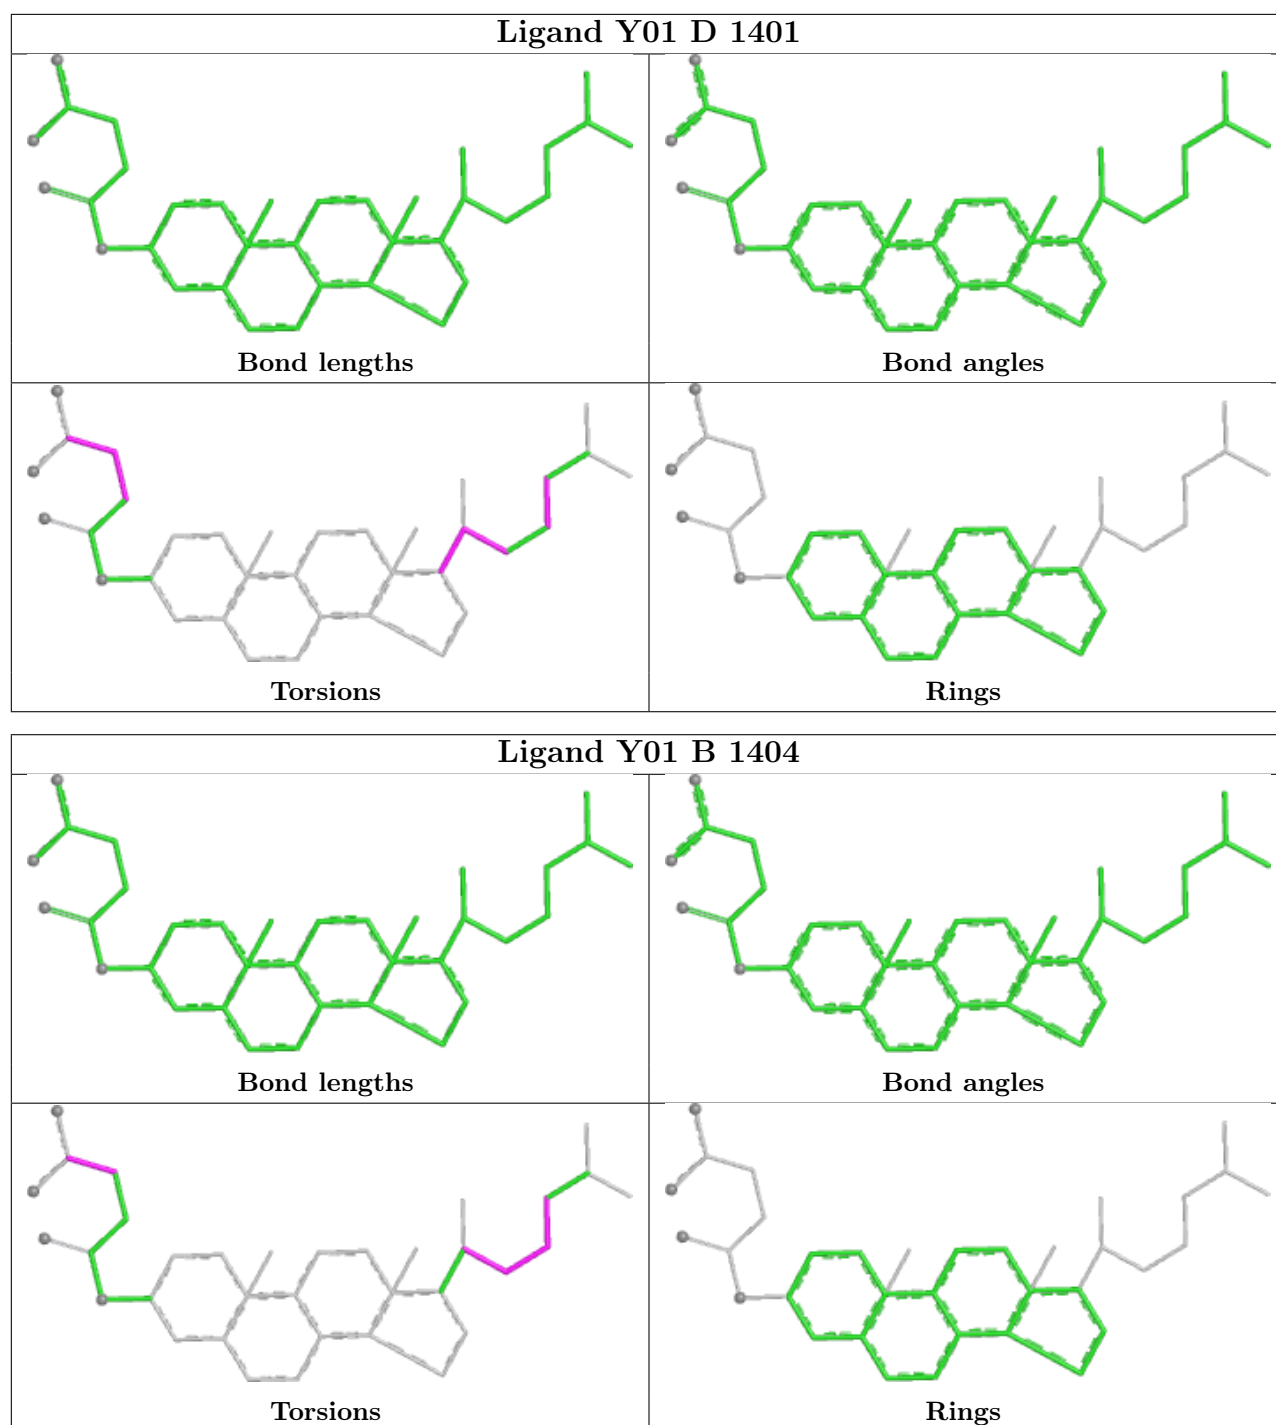 Ligand Y01 D 1401
Bond lengths
Bond angles
Torsions
Rings
Ligand Y01 B 1404
Bond lengths
Bond angles
Torsions
Rings